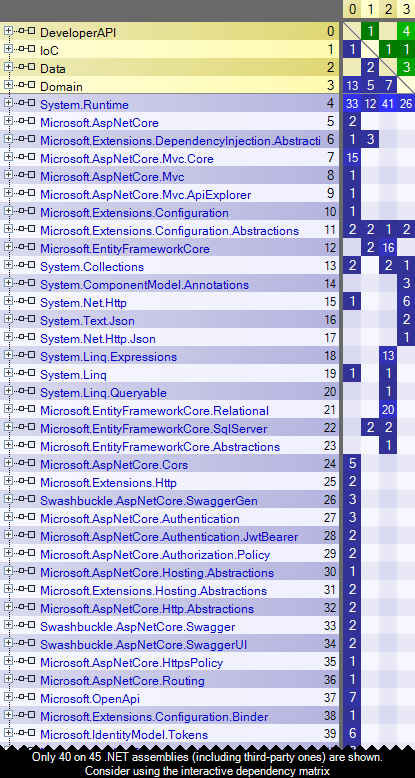 0 1 2 3
DeveloperAPI 0 1 4
IoC 1 1 1 1
Data 2 2 3
Domain 3 13 5 7
System.Runtime 4 33 12 41 26
Microsoft.AspNetCore 5 2
Microsoft.Extensions.DependencyInjection.Abstracti 6 1 3
Microsoft.AspNetCore.Mvc.Core 7 15
Microsoft.AspNetCore.Mvc 8 1
Microsoft.AspNetCore.Mvc.ApiExplorer 9 1
Microsoft.Extensions.Configuration 10 1
Microsoft.Extensions.Configuration.Abstractions 11 2 2 1 2
Microsoft.EntityFrameworkCore 12 2 16
System.Collections 13 2 2 1
System.ComponentModel.Annotations 14 3
System.Net.Http 15 1 6
System.Text.Json 16 2
System.Net.Http.Json 17 1
System.Linq.Expressions 18 13
System.Linq 19 1 1
System.Linq.Queryable 20 1
Microsoft.EntityFrameworkCore.Relational 21 20
Microsoft.EntityFrameworkCore.SqlServer 22 2 2
Microsoft.EntityFrameworkCore.Abstractions 23 1
Microsoft.AspNetCore.Cors 24 5
Microsoft.Extensions.Http 25 2
Swashbuckle.AspNetCore.SwaggerGen 26 3
Microsoft.AspNetCore.Authentication 27 3
Microsoft.AspNetCore.Authentication.JwtBearer 28 2
Microsoft.AspNetCore.Authorization.Policy 29 2
Microsoft.AspNetCore.Hosting.Abstractions 30 1
Microsoft.Extensions.Hosting.Abstractions 31 2
Microsoft.AspNetCore.Http.Abstractions 32 2
Swashbuckle.AspNetCore.Swagger 33 2
Swashbuckle.AspNetCore.SwaggerUI 34 2
Microsoft.AspNetCore.HttpsPolicy 35 1
Microsoft.AspNetCore.Routing 36 1
Microsoft.OpenApi 37 7
Microsoft.Extensions.Configuration.Binder 38 1
Microsoft.IdentityModel.Tokens 39 6
Only 40 on 45 .NET assemblies (including third-party ones) are shown.
Consider using the interactive dependency matrix